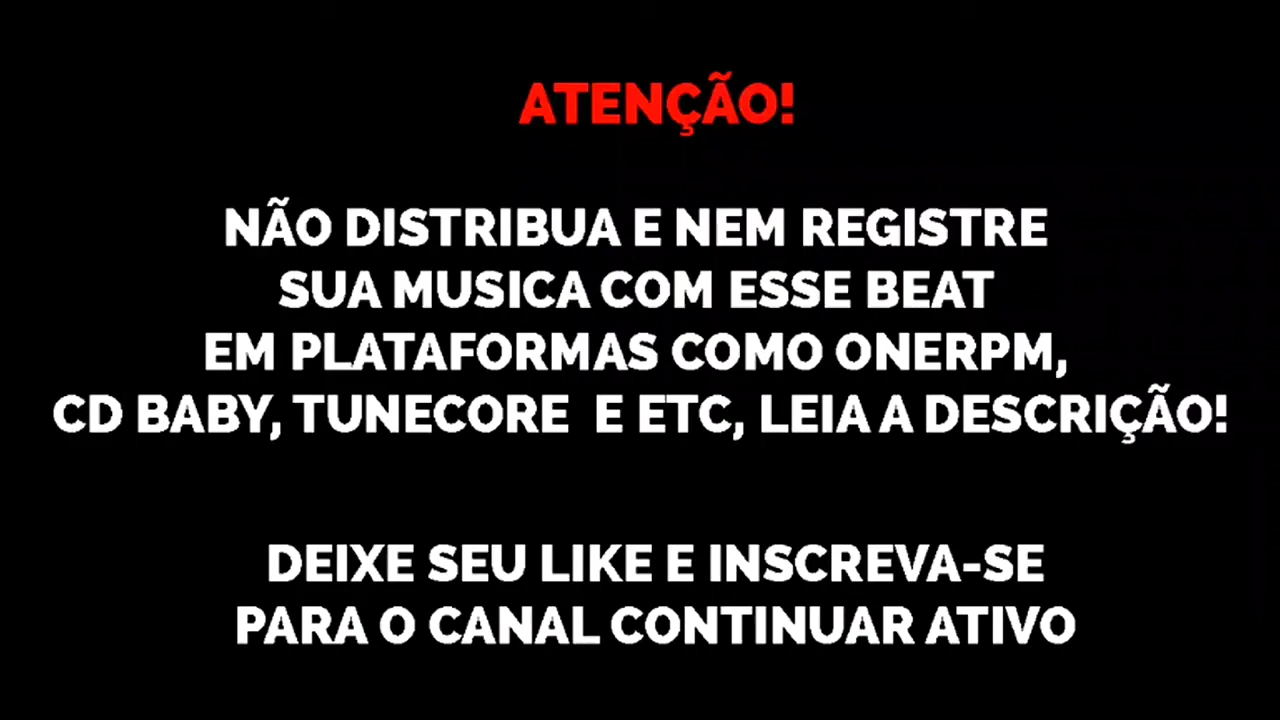 ATENÇÃO!
NÃO DISTRIBUA E NEM REGISTRE
SUA MUSICA COM ESSE BEAT
EM PLATAFORMAS COMO ONERPM,
CD BABY, TUNECORE E ETC, LEIA A DESCRIÇÃO!
DEIXE SEU LIKE E INSCREVA-SE
PARA O CANAL CONTINUAR ATIVO